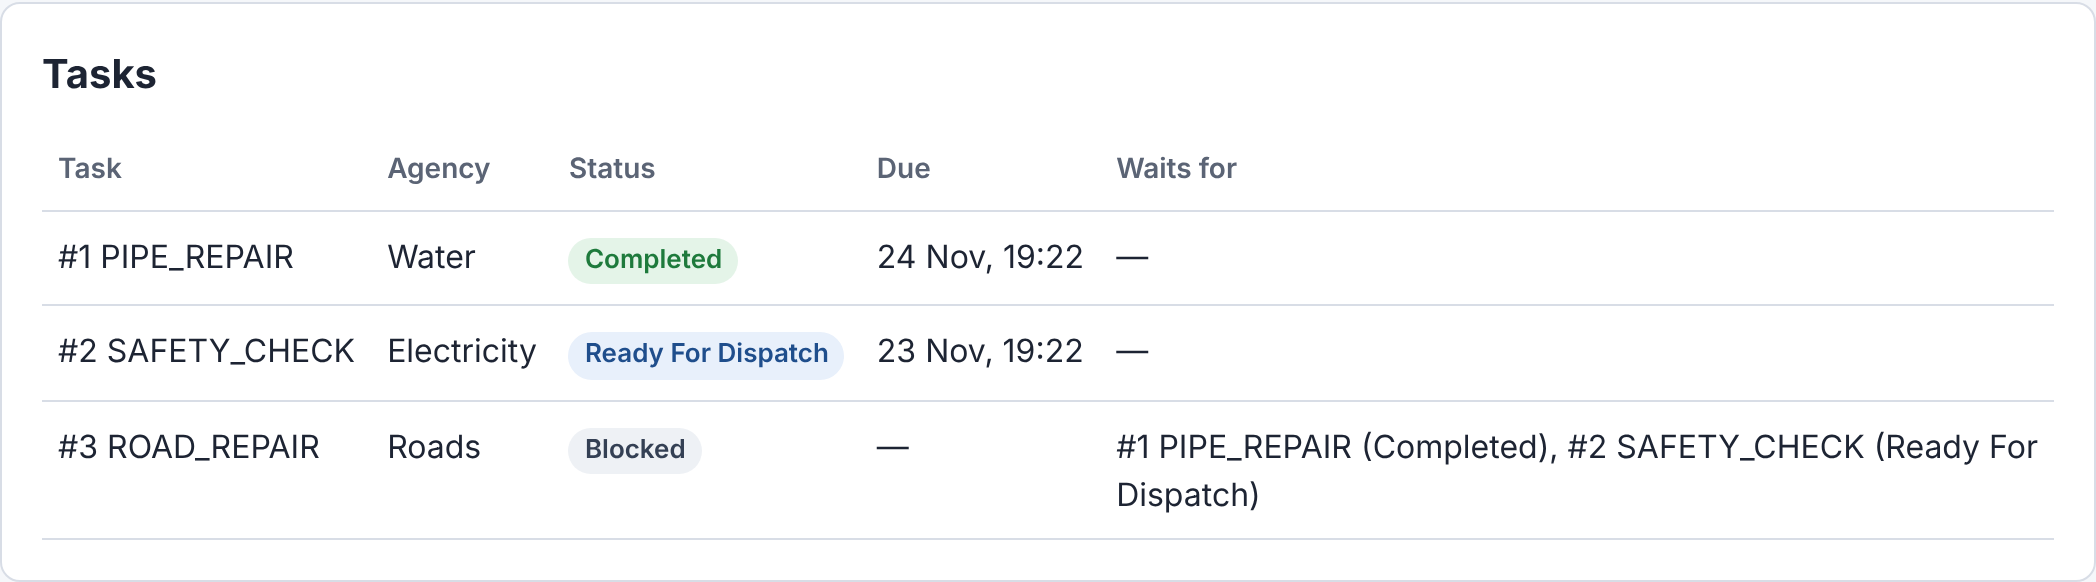 Tasks
Task Agency Status Due Waits for
#1 PIPE_REPAIR Water Completed 24 Nov, 19:22 —
#2 SAFETY_CHECK Electricity Ready For Dispatch 23 Nov, 19:22 —
#3 ROAD_REPAIR Roads Blocked — #1 PIPE_REPAIR (Completed), #2 SAFETY_CHECK (Ready For
Dispatch)